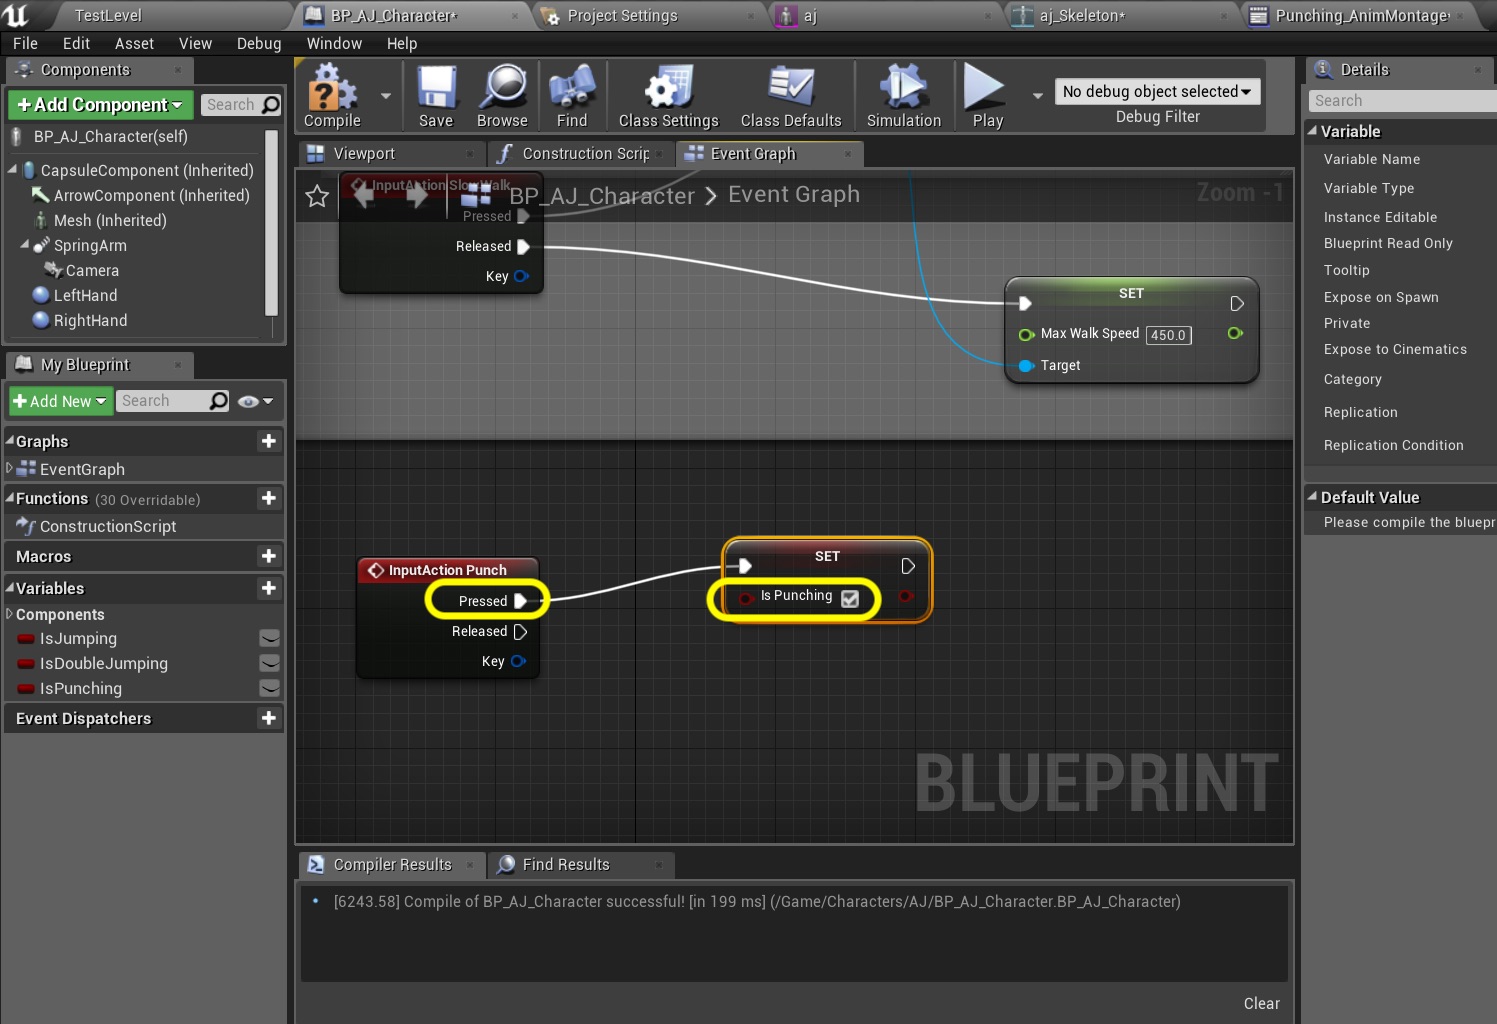 TestLevel
BP_AJ_Character*
Project Settings
aj
aj_Skeleton*
Punching_AnimMontage
File Edit Asset View Debug Window Help
Components
+Add Component
Search
BP_AJ_Character(self)
CapsuleComponent (Inherited)
ArrowComponent (Inherited)
Mesh (Inherited)
SpringArm
Camera
LeftHand
RightHand
My Blueprint
+Add New
Search
Graphs
EventGraph
Functions (30 Overridable)
ConstructionScript
Macros
Variables
Components
IsJumping
IsDoubleJumping
IsPunching
Event Dispatchers
Compile
Save
Browse
Find
Class Settings
Class Defaults
Simulation
Play
No debug object selected
Debug Filter
Viewport
Construction Scrip
Event Graph
InputAction SlowWalk
BP_AJ_Character > Event Graph
Zoom -1
Pressed
Released
Key
SET
Max Walk Speed 450.0
Target
InputAction Punch
Pressed
Released
Key
SET
Is Punching
BLUEPRINT
Compiler Results
Find Results
[6243.58] Compile of BP_AJ_Character successful! [in 199 ms] (/Game/Characters/AJ/BP_AJ_Character.BP_AJ_Character)
Clear
Details
Search
Variable
Variable Name
Variable Type
Instance Editable
Blueprint Read Only
Tooltip
Expose on Spawn
Private
Expose to Cinematics
Category
Replication
Replication Condition
Default Value
Please compile the bluepr